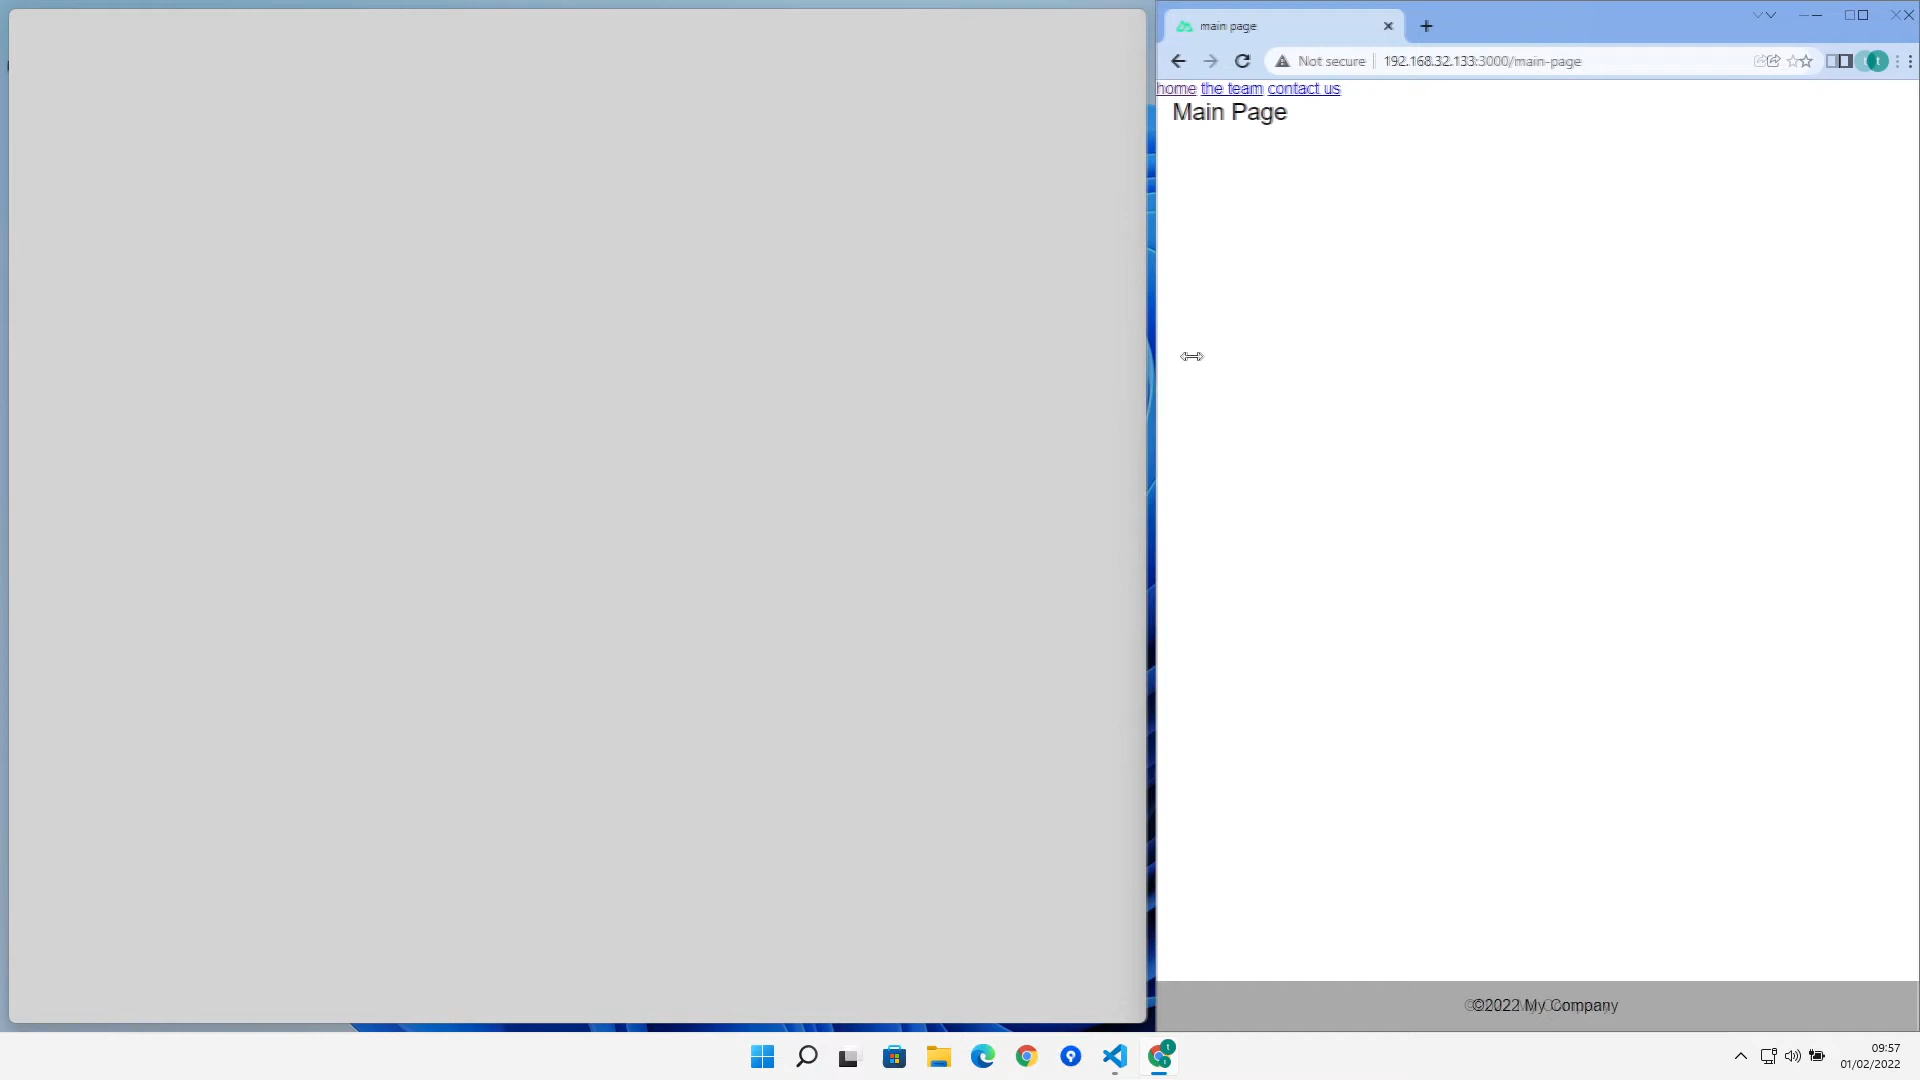 main page
Not secure
192.168.32.133:3000/main-page
t
home the team contact us
Main Page
©2022 My Company
t
09:57
01/02/2022